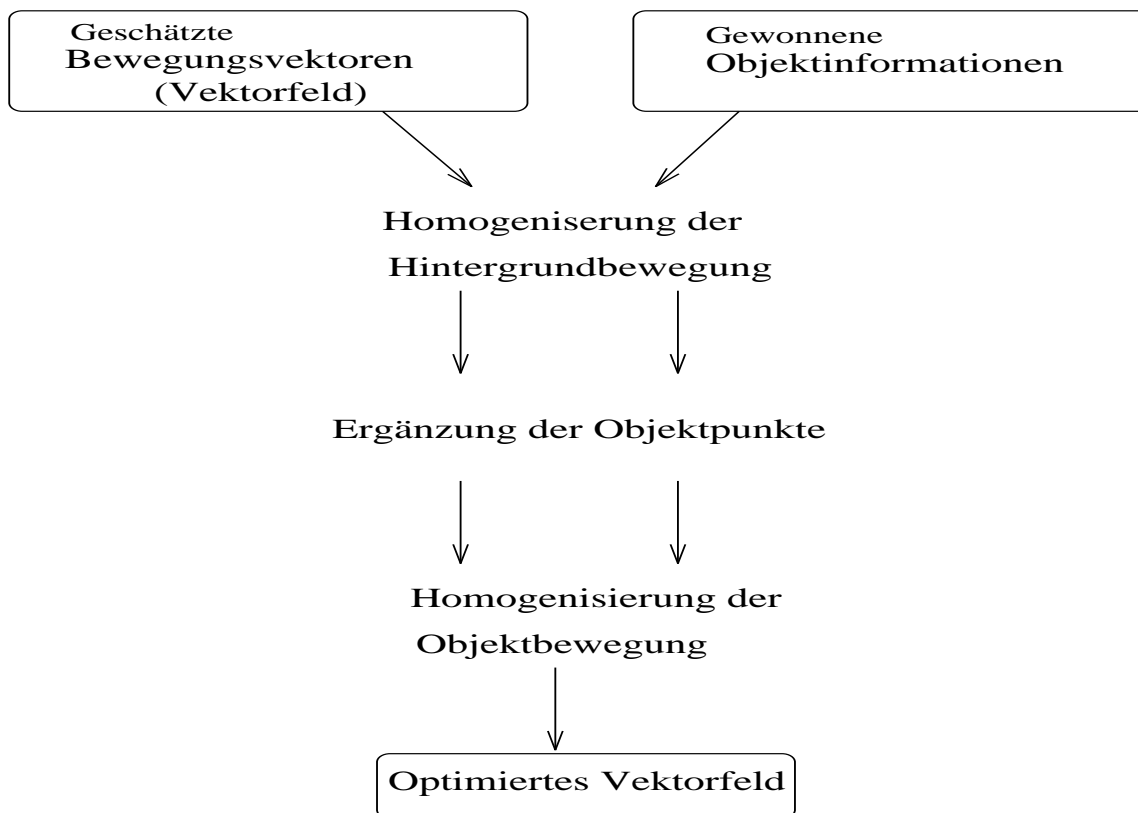 Geschätzte
Bewegungsvektoren
(Vektorfeld)
Gewonnene
Objektinformationen
Homogeniserung der
Hintergrundbewegung
Ergänzung der Objektpunkte
Homogenisierung der
Objektbewegung
Optimiertes Vektorfeld